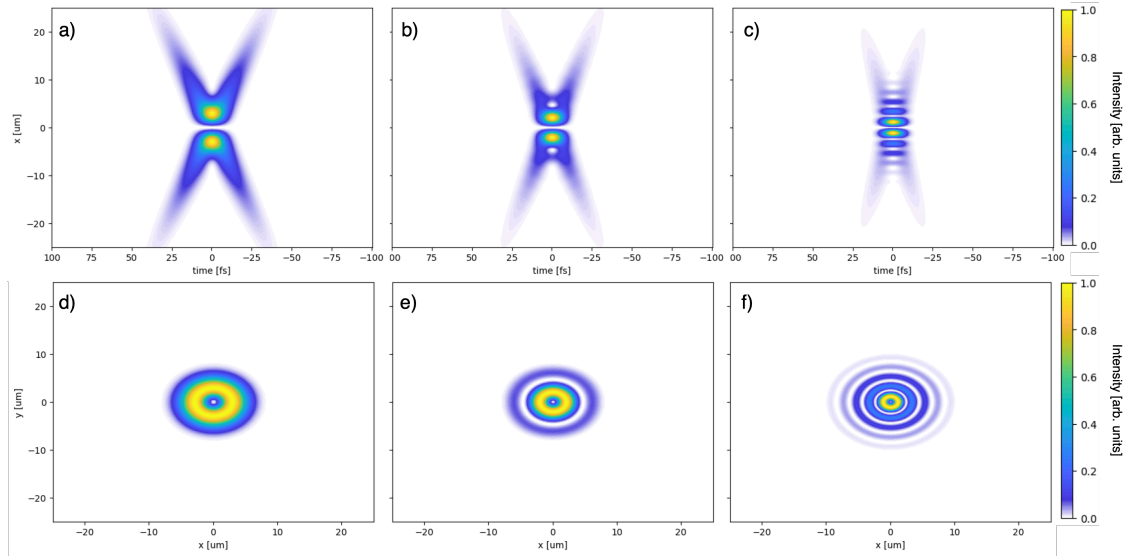 a)
b)
c)
20
10
0
−10
−20
x [um]
100 75 50 25 0 −25 −50 −75 −100
time [fs]
00 75 50 25 0 −25 −50 −75 −100
time [fs]
00 75 50 25 0 −25 −50 −75 −100
time [fs]
1.0
0.8
0.6
0.4
0.2
0.0
Intensity [arb. units]
d)
e)
f)
20
10
0
−10
−20
y [um]
−20 −10 0 10 20
x [um]
−20 −10 0 10 20
x [um]
−20 −10 0 10 20
x [um]
1.0
0.8
0.6
0.4
0.2
0.0
Intensity [arb. units]